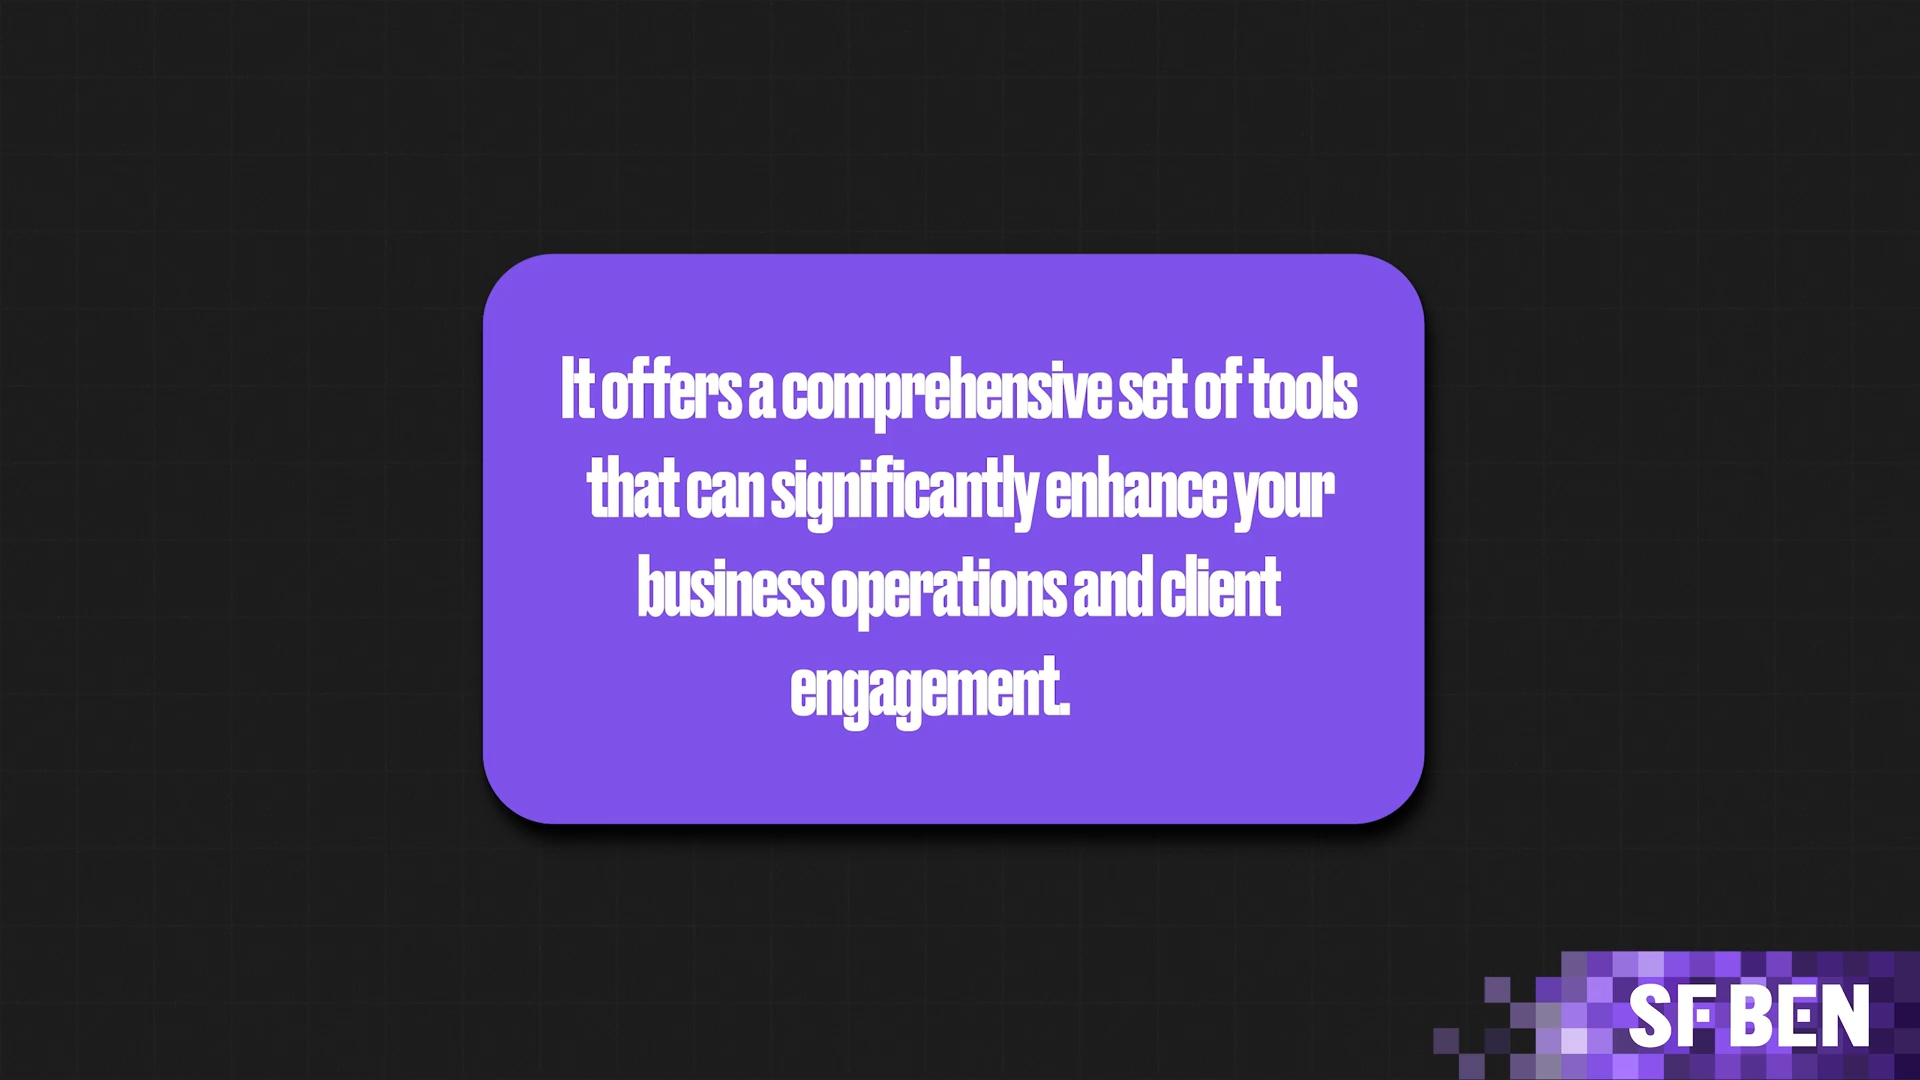 It offers a comprehensive set of tools
that can significantly enhance your
business operations and client
engagement.
SF BEN